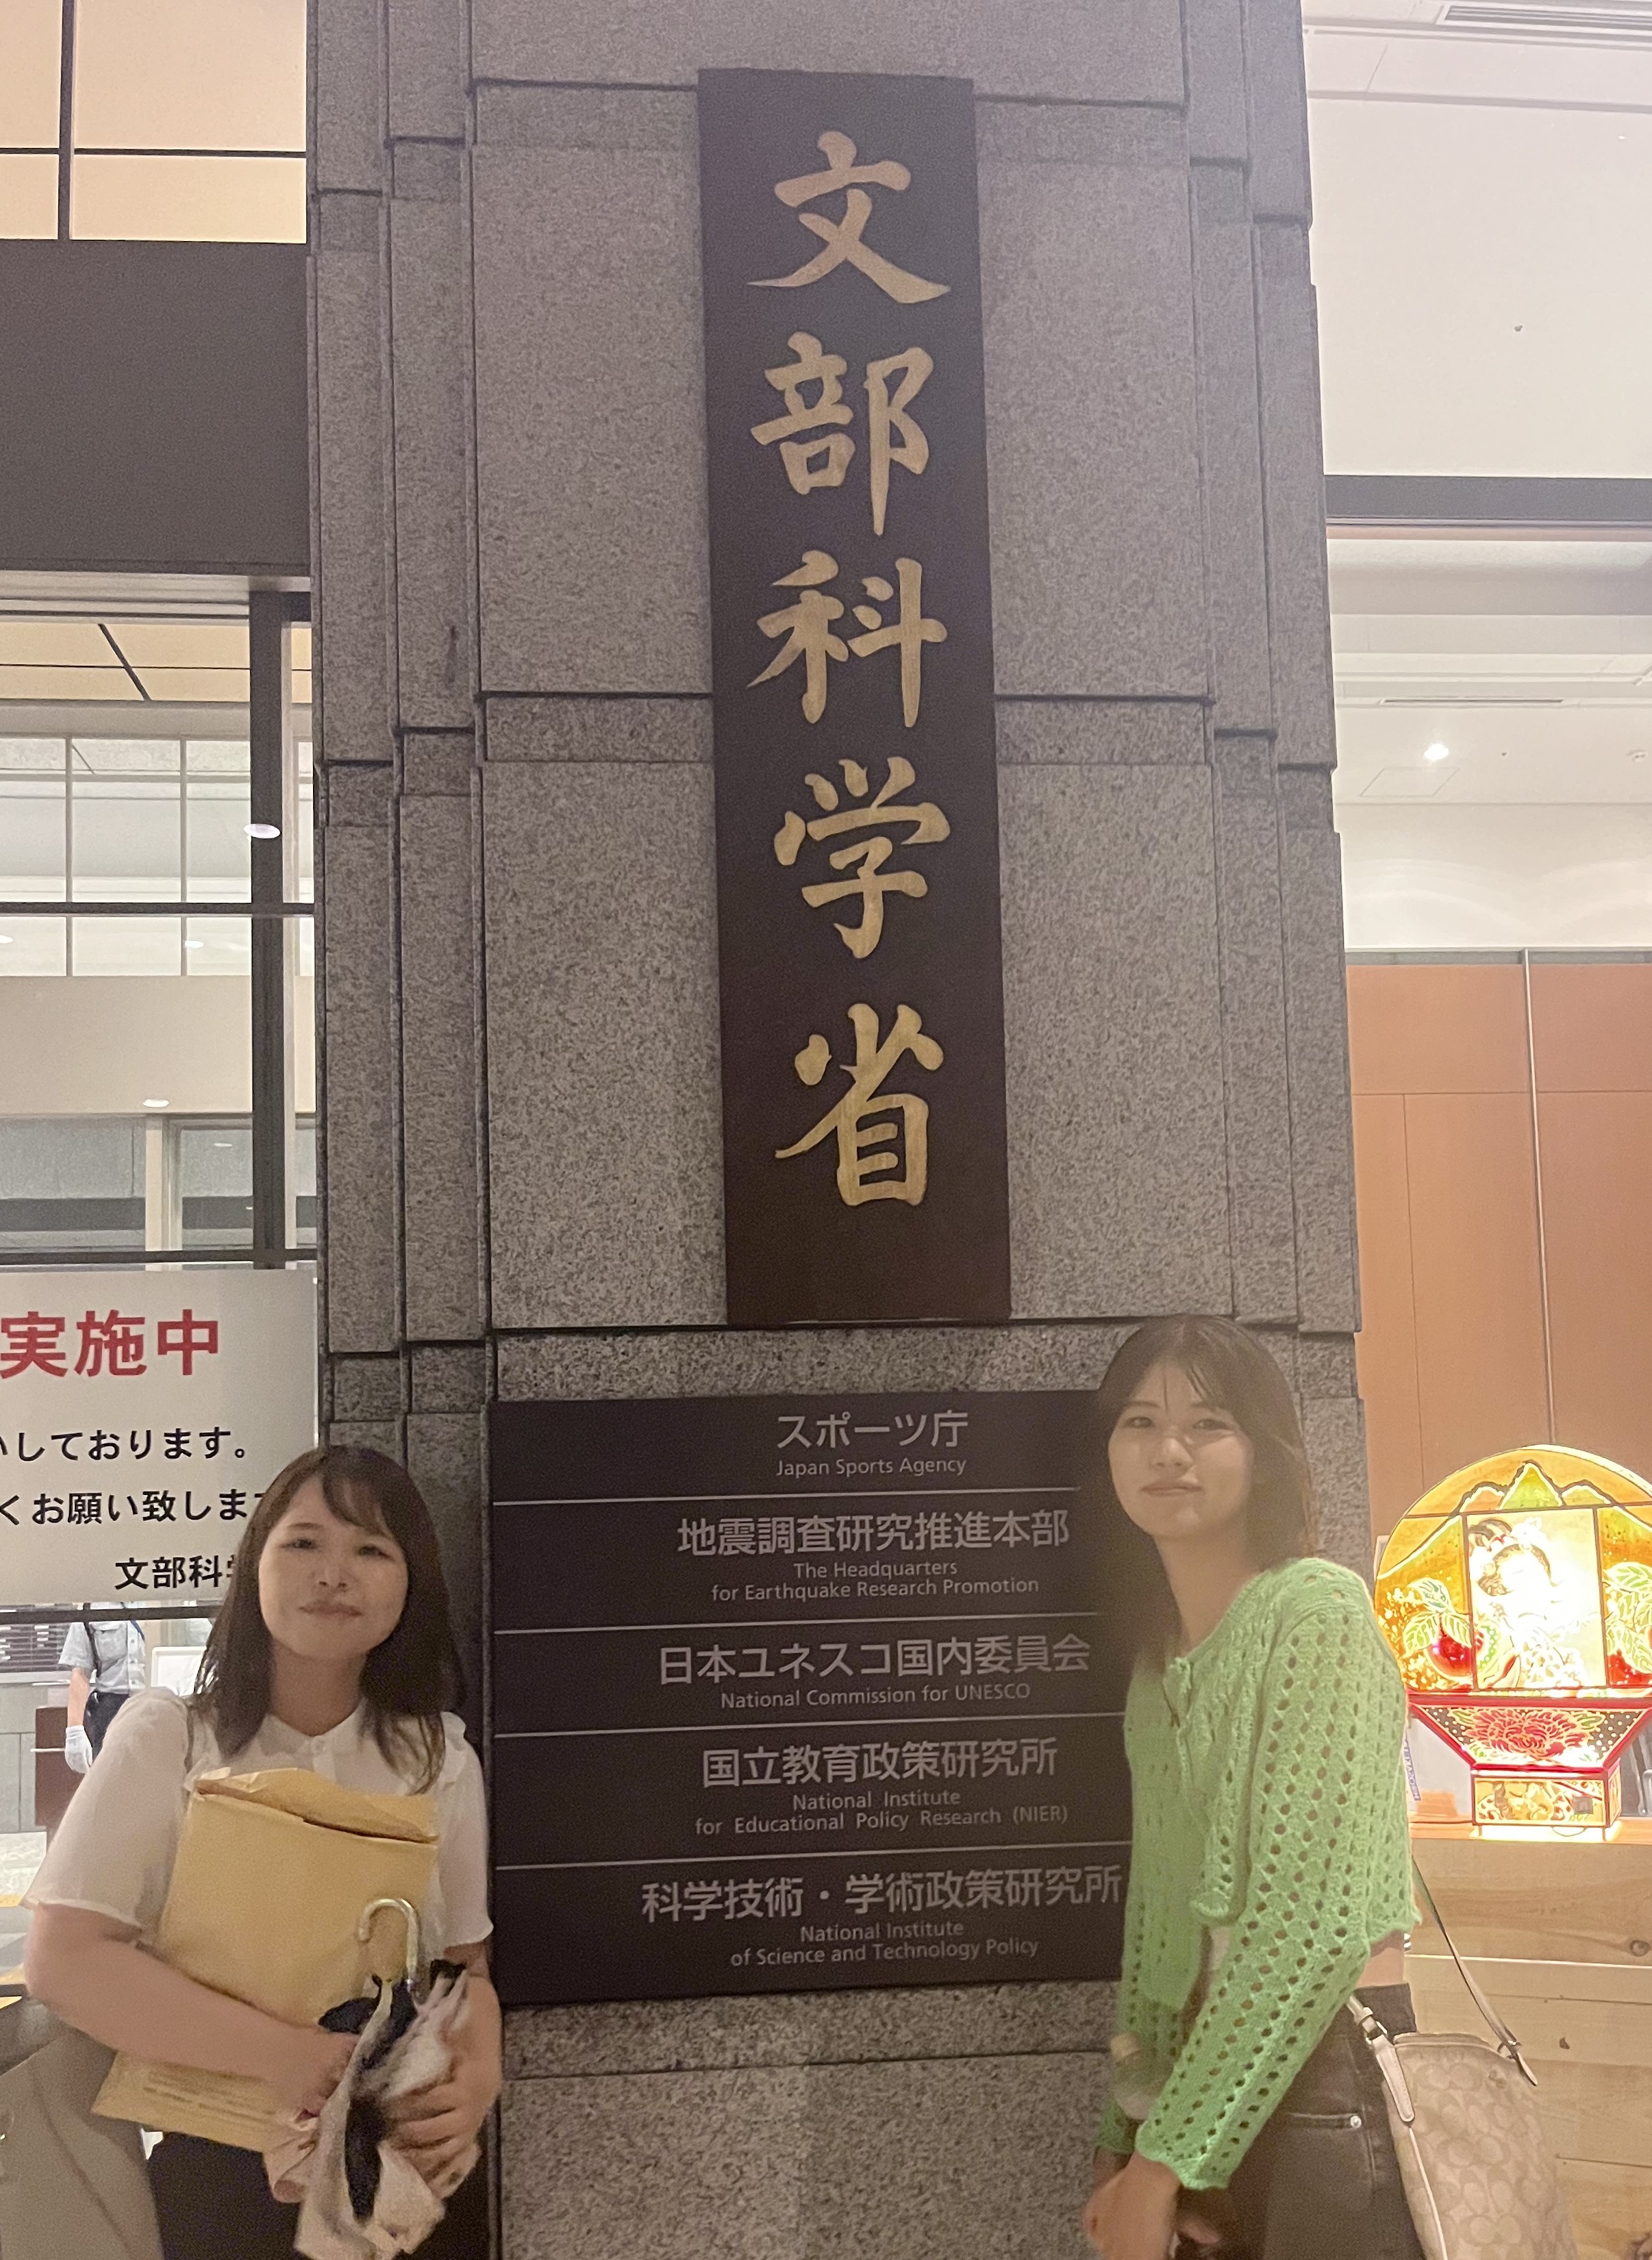 文部科学省
スポーツ庁
Japan Sports Agency
地震調査研究推進本部
The Headquarters
for Earthquake Research Promotion
日本ユネスコ国内委員会
National Commission for UNESCO
国立教育政策研究所
National Institute
for Educational Policy Research (NIER)
科学技術・学術政策研究所
National Institute
of Science and Technology Policy
実施中
しております。
くお願い致しま
文部科学